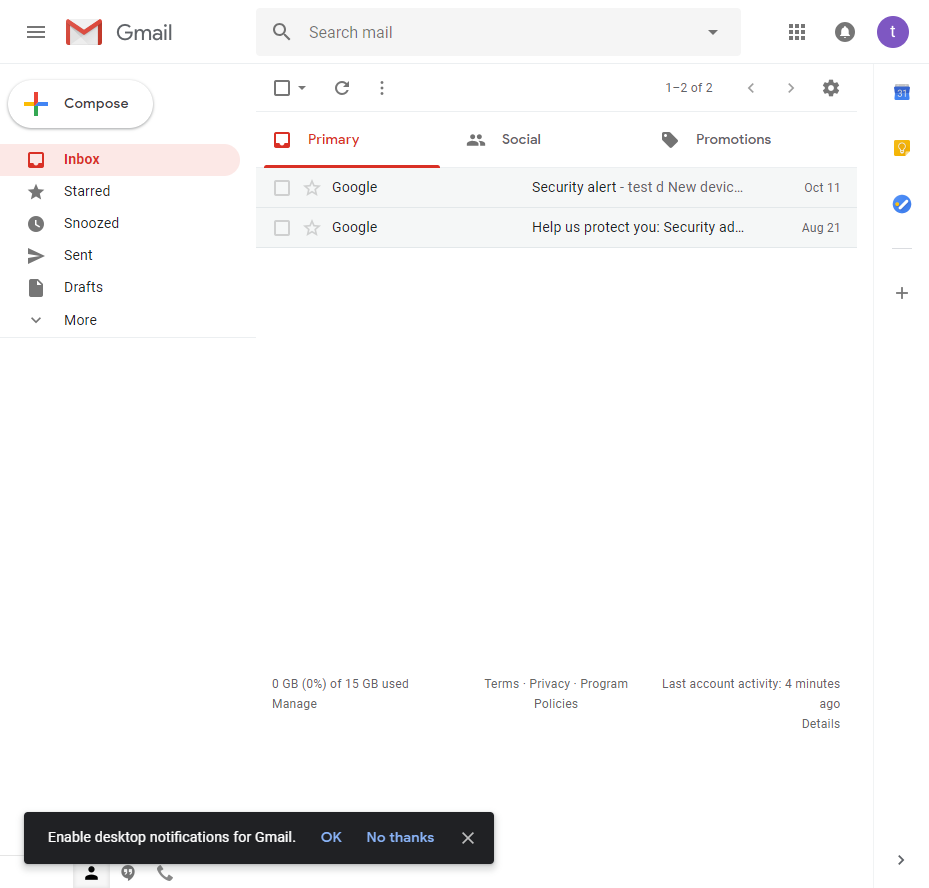 Gmail
Search mail
t
Compose
1–2 of 2
31
Inbox
Starred
Snoozed
Sent
Drafts
More
Primary
Social
Promotions
Google Security alert - test d New devic... Oct 11
Google Help us protect you: Security ad... Aug 21
0 GB (0%) of 15 GB used
Manage
Terms · Privacy · Program
Policies
Last account activity: 4 minutes
ago
Details
Enable desktop notifications for Gmail. OK No thanks